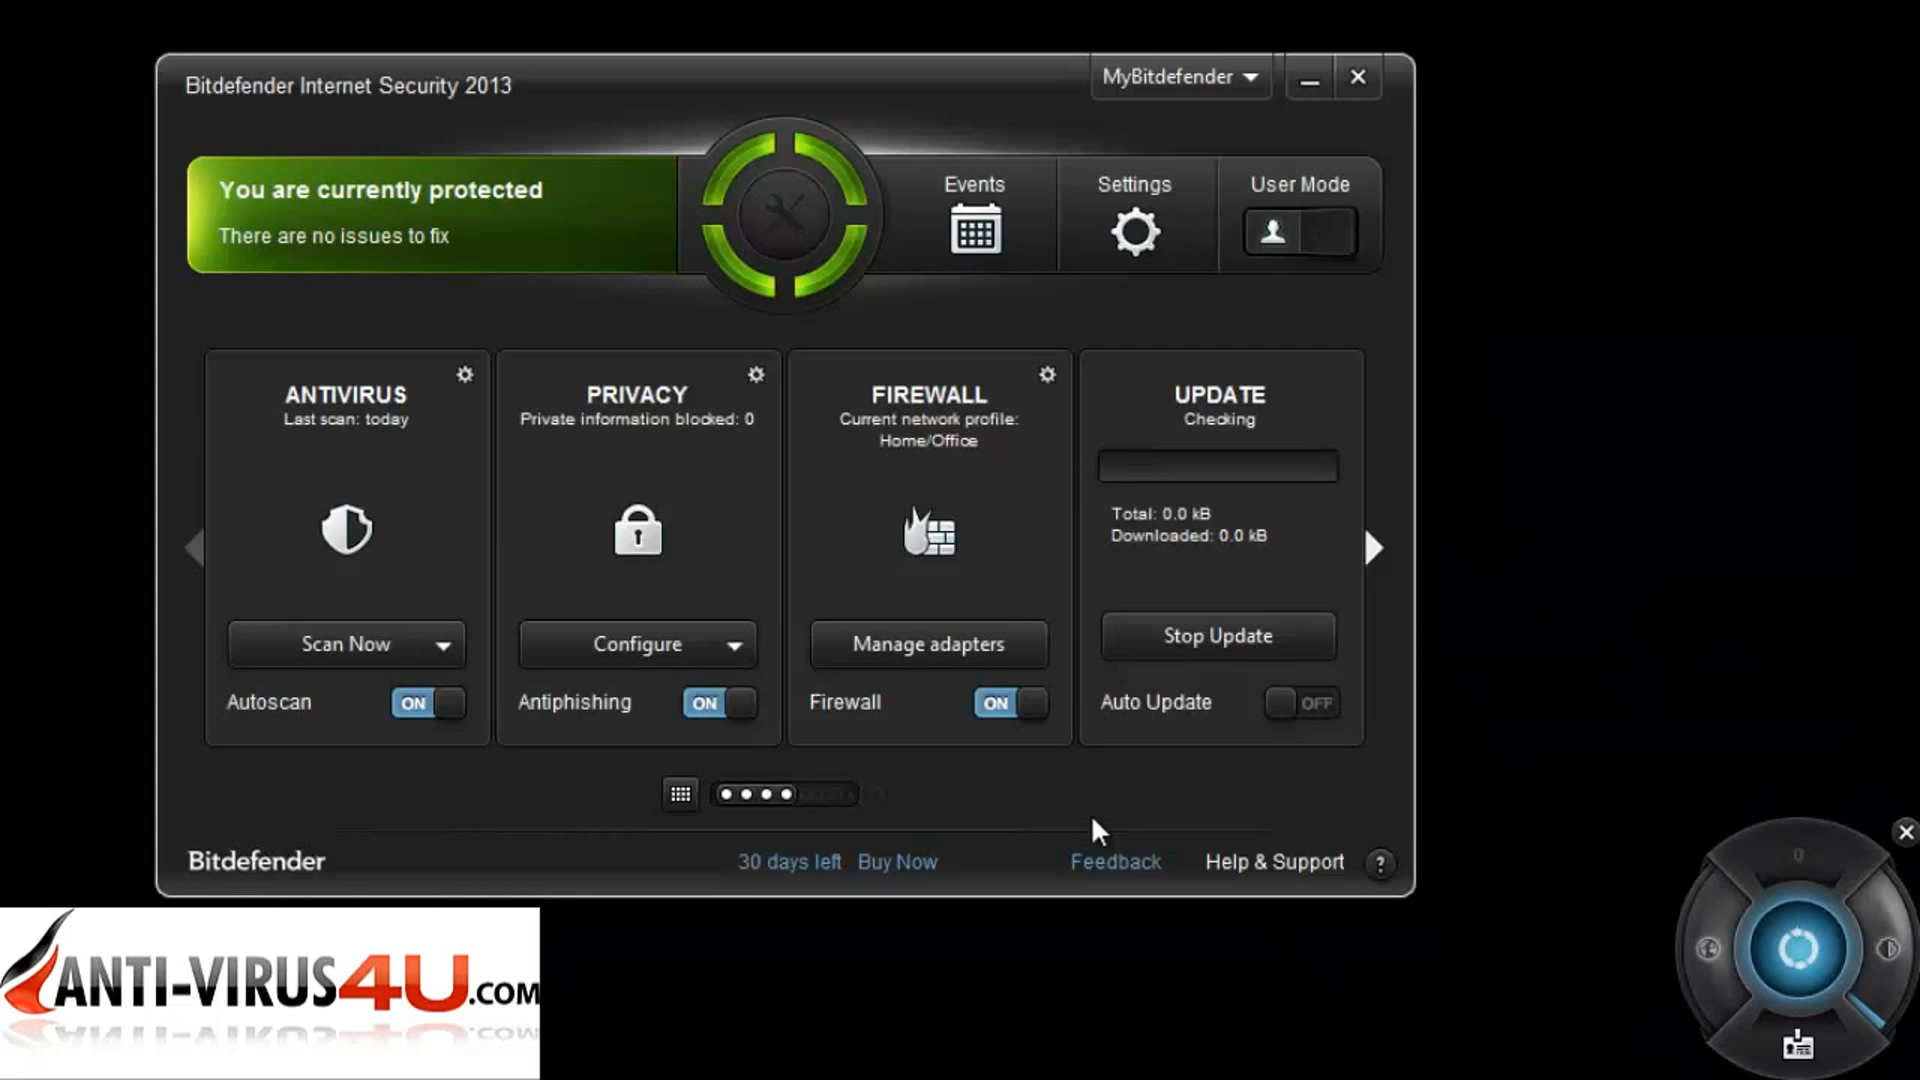 Bitdefender Internet Security 2013
MyBitdefender
You are currently protected
There are no issues to fix
Events
Settings
User Mode
ANTIVIRUS
Last scan: today
Scan Now
Autoscan
ON
PRIVACY
Private information blocked: 0
Configure
Antiphishing
ON
FIREWALL
Current network profile:
Home/Office
Manage adapters
Firewall
ON
UPDATE
Checking
Total: 0.0 kB
Downloaded: 0.0 kB
Stop Update
Auto Update
OFF
Bitdefender
30 days left
Buy Now
Feedback
Help & Support
?
0
ANTI-VIRUS4U.COM